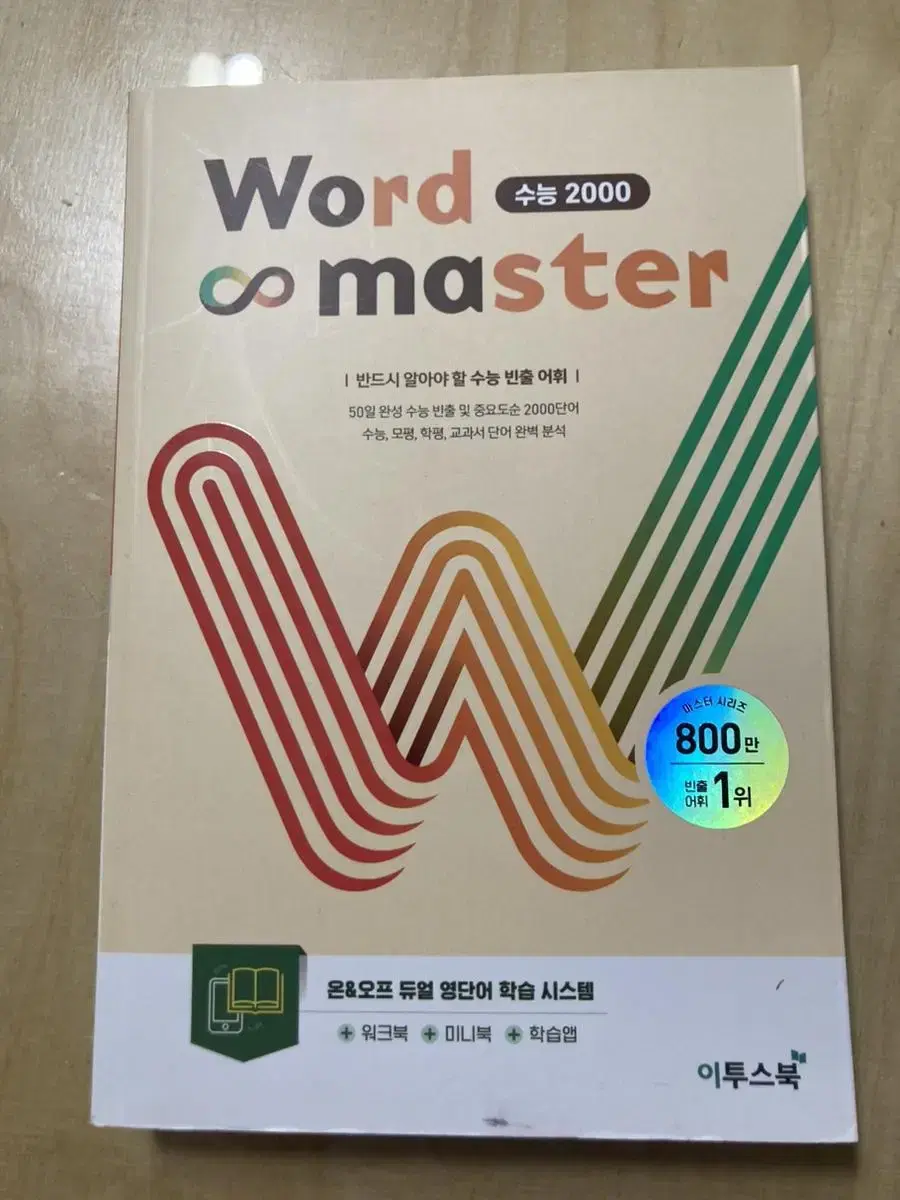 Word 수능 2000
master
| 반드시 알아야 할 수능 빈출 어휘 |
50일 완성 수능 빈출 및 중요도순 2000단어
수능, 모평, 학평, 교과서 단어 완벽 분석
마스터 시리즈
800만
빈출 어휘 1위
온&오프 듀얼 영단어 학습 시스템
+ 워크북 + 미니북 + 학습앱
이투스북